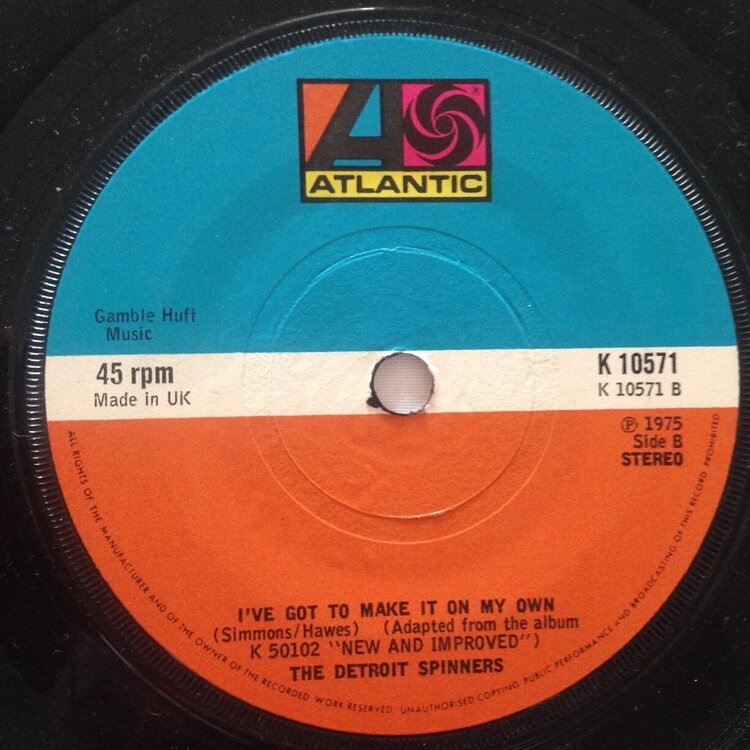 ATLANTIC
Gamble Huff
Music
45 rpm
Made in UK
K 10571
K 10571 B
℗ 1975
Side B
STEREO
I'VE GOT TO MAKE IT ON MY OWN
(Simmons/Hawes) (Adapted from the album
K 50102 "NEW AND IMPROVED")
THE DETROIT SPINNERS
ALL RIGHTS OF THE MANUFACTURER AND OF THE OWNER OF THE RECORDED WORK RESERVED. UNAUTHORISED COPYING, PUBLIC PERFORMANCE AND BROADCASTING OF THIS RECORD PROHIBITED